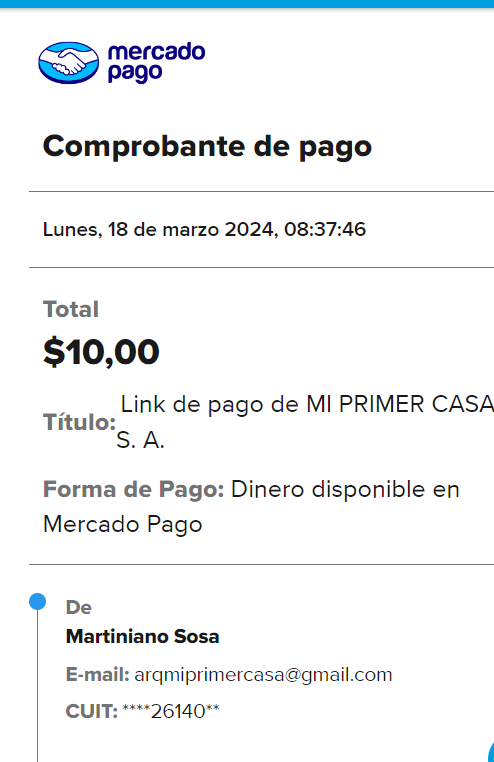 mercado
pago
Comprobante de pago
Lunes, 18 de marzo 2024, 08:37:46
Total
$10,00
Título: Link de pago de MI PRIMER CASA
S. A.
Forma de Pago: Dinero disponible en
Mercado Pago
De
Martiniano Sosa
E-mail: arqmiprimercasa@gmail.com
CUIT: ****26140**